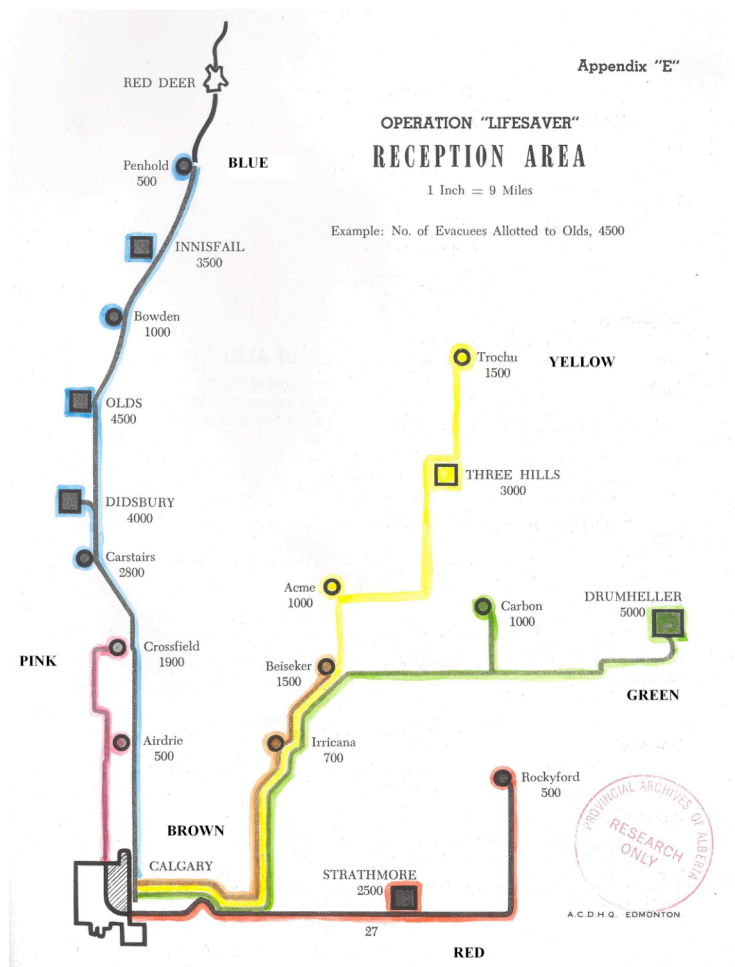 Appendix "E"
RED DEER
OPERATION "LIFESAVER"
RECEPTION AREA
1 Inch = 9 Miles
Example: No. of Evacuees Allotted to Olds, 4500
Penhold
500
BLUE
INNISFAIL
3500
Bowden
1000
Trochu
1500
YELLOW
OLDS
4500
THREE HILLS
3000
DIDSBURY
4000
Carstairs
2800
Acme
1000
Carbon
1000
DRUMHELLER
5000
Crossfield
1900
PINK
Beiseker
1500
GREEN
Airdrie
500
Irricana
700
Rockyford
500
BROWN
CALGARY
STRATHMORE
2500
27
RED
PROVINCIAL ARCHIVES OF ALBERTA
RESEARCH
ONLY
A.C.D.H.Q. EDMONTON